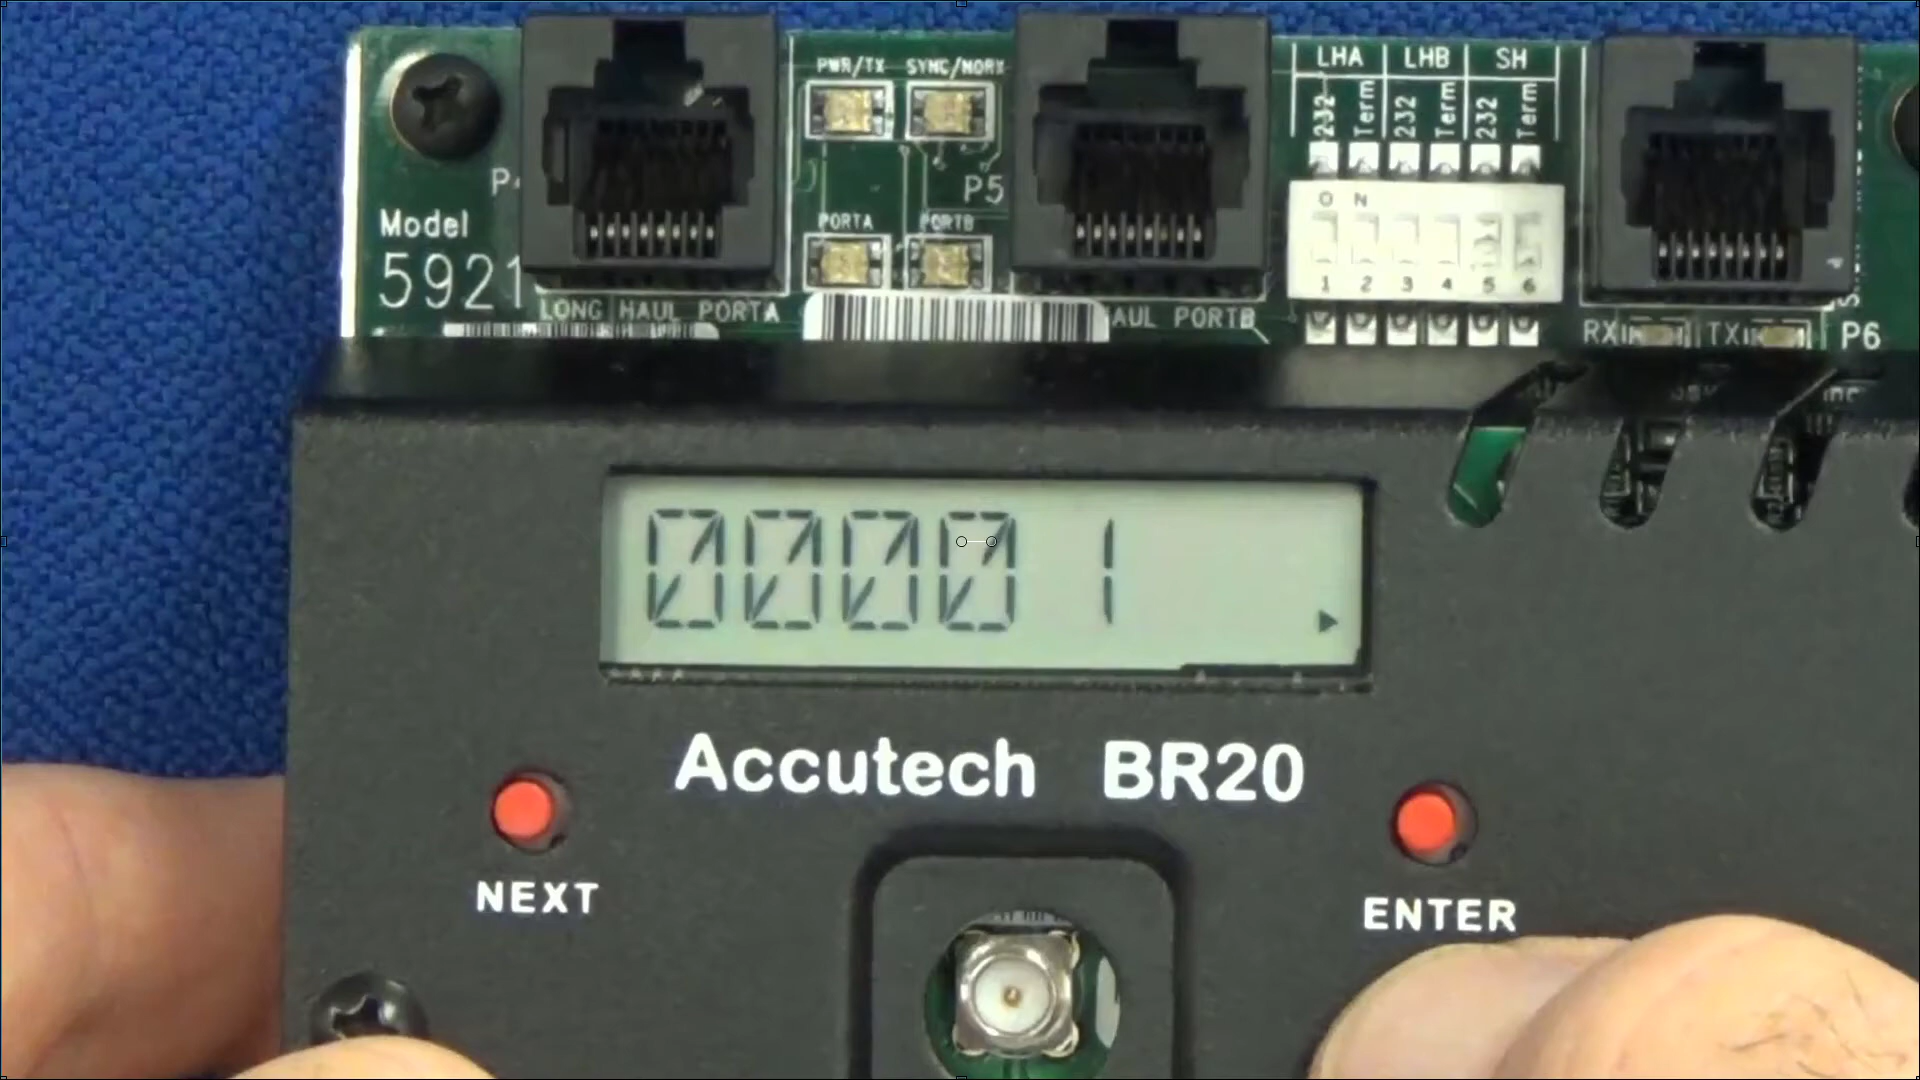 PWR/TX SYNC/NORX
LHA LHB SH
232 Term 232 Term 232 Term
P5
Model
5921
PORTA PORTB
O N
1 2 3 4 5 6
LONG HAUL PORTA
HAUL PORTB
RX TX P6
00001
Accutech BR20
NEXT
ENTER